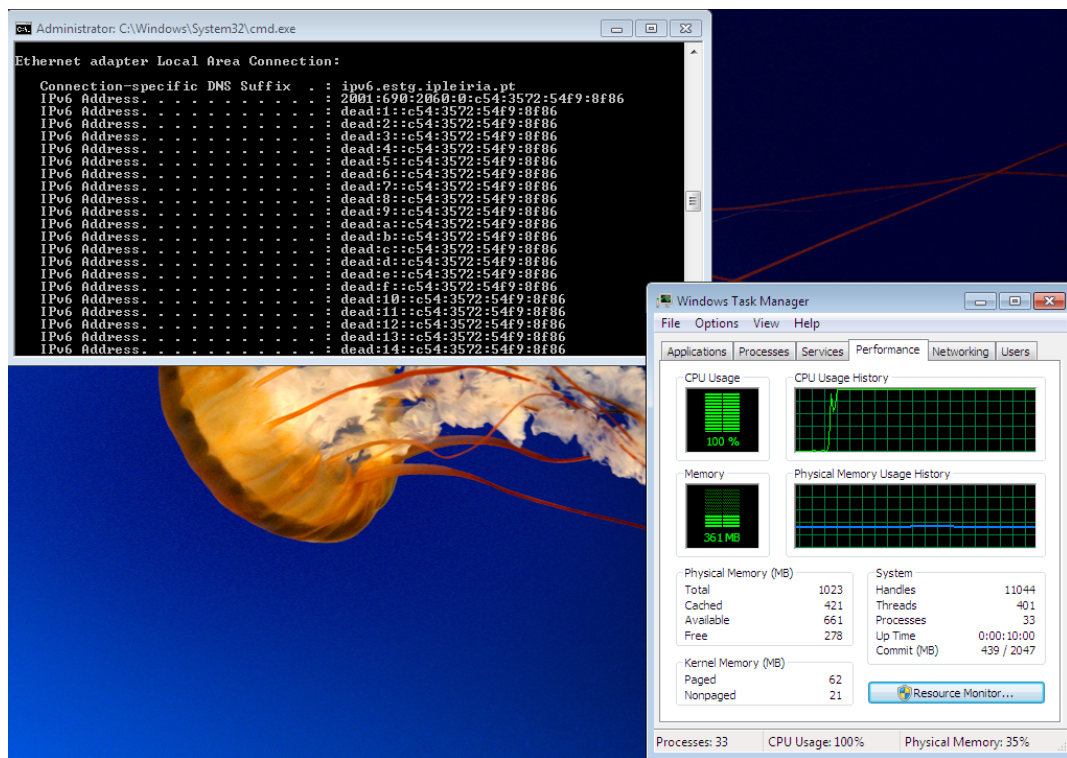 Administrator: C:\Windows\System32\cmd.exe
Ethernet adapter Local Area Connection:
Connection-specific DNS Suffix  . : ipv6.estg.ipleiria.pt
IPv6 Address. . . . . . . . . . . : 2001:690:2060:0:c54:3572:54f9:8f86
IPv6 Address. . . . . . . . . . . : dead:1::c54:3572:54f9:8f86
IPv6 Address. . . . . . . . . . . : dead:2::c54:3572:54f9:8f86
IPv6 Address. . . . . . . . . . . : dead:3::c54:3572:54f9:8f86
IPv6 Address. . . . . . . . . . . : dead:4::c54:3572:54f9:8f86
IPv6 Address. . . . . . . . . . . : dead:5::c54:3572:54f9:8f86
IPv6 Address. . . . . . . . . . . : dead:6::c54:3572:54f9:8f86
IPv6 Address. . . . . . . . . . . : dead:7::c54:3572:54f9:8f86
IPv6 Address. . . . . . . . . . . : dead:8::c54:3572:54f9:8f86
IPv6 Address. . . . . . . . . . . : dead:9::c54:3572:54f9:8f86
IPv6 Address. . . . . . . . . . . : dead:a::c54:3572:54f9:8f86
IPv6 Address. . . . . . . . . . . : dead:b::c54:3572:54f9:8f86
IPv6 Address. . . . . . . . . . . : dead:c::c54:3572:54f9:8f86
IPv6 Address. . . . . . . . . . . : dead:d::c54:3572:54f9:8f86
IPv6 Address. . . . . . . . . . . : dead:e::c54:3572:54f9:8f86
IPv6 Address. . . . . . . . . . . : dead:f::c54:3572:54f9:8f86
IPv6 Address. . . . . . . . . . . : dead:10::c54:3572:54f9:8f86
IPv6 Address. . . . . . . . . . . : dead:11::c54:3572:54f9:8f86
IPv6 Address. . . . . . . . . . . : dead:12::c54:3572:54f9:8f86
IPv6 Address. . . . . . . . . . . : dead:13::c54:3572:54f9:8f86
IPv6 Address. . . . . . . . . . . : dead:14::c54:3572:54f9:8f86
Windows Task Manager
File Options View Help
Applications Processes Services Performance Networking Users
CPU Usage CPU Usage History
100 %
Memory Physical Memory Usage History
361 MB
Physical Memory (MB)
Total 1023
Cached 421
Available 661
Free 278
Kernel Memory (MB)
Paged 62
Nonpaged 21
System
Handles 11044
Threads 401
Processes 33
Up Time 0:00:10:00
Commit (MB) 439 / 2047
Resource Monitor...
Processes: 33 CPU Usage: 100% Physical Memory: 35%